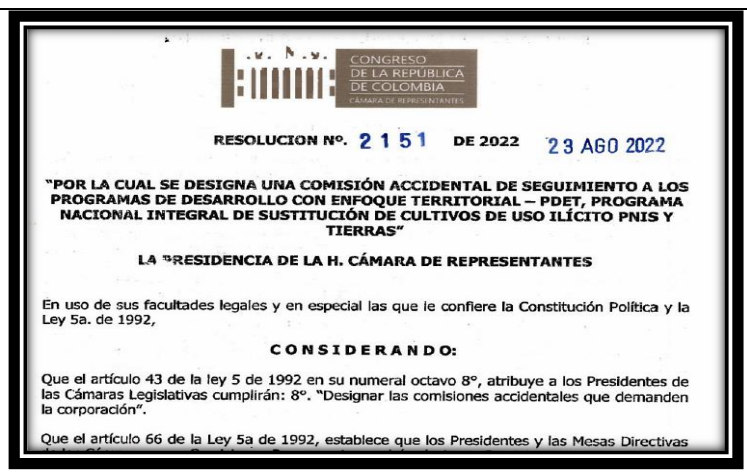 CONGRESO
DE LA REPÚBLICA
DE COLOMBIA
CÁMARA DE REPRESENTANTES
RESOLUCION Nº. 2151 DE 2022 23 AGO 2022
"POR LA CUAL SE DESIGNA UNA COMISIÓN ACCIDENTAL DE SEGUIMIENTO A LOS
PROGRAMAS DE DESARROLLO CON ENFOQUE TERRITORIAL – PDET, PROGRAMA
NACIONAL INTEGRAL DE SUSTITUCIÓN DE CULTIVOS DE USO ILÍCITO PNIS Y
TIERRAS"
LA PRESIDENCIA DE LA H. CÁMARA DE REPRESENTANTES
En uso de sus facultades legales y en especial las que le confiere la Constitución Política y la
Ley 5a. de 1992,
CONSIDERANDO:
Que el artículo 43 de la ley 5 de 1992 en su numeral octavo 8º, atribuye a los Presidentes de
las Cámaras Legislativas cumplirán: 8º. "Designar las comisiones accidentales que demanden
la corporación".
Que el artículo 66 de la Ley 5a de 1992, establece que los Presidentes y las Mesas Directivas